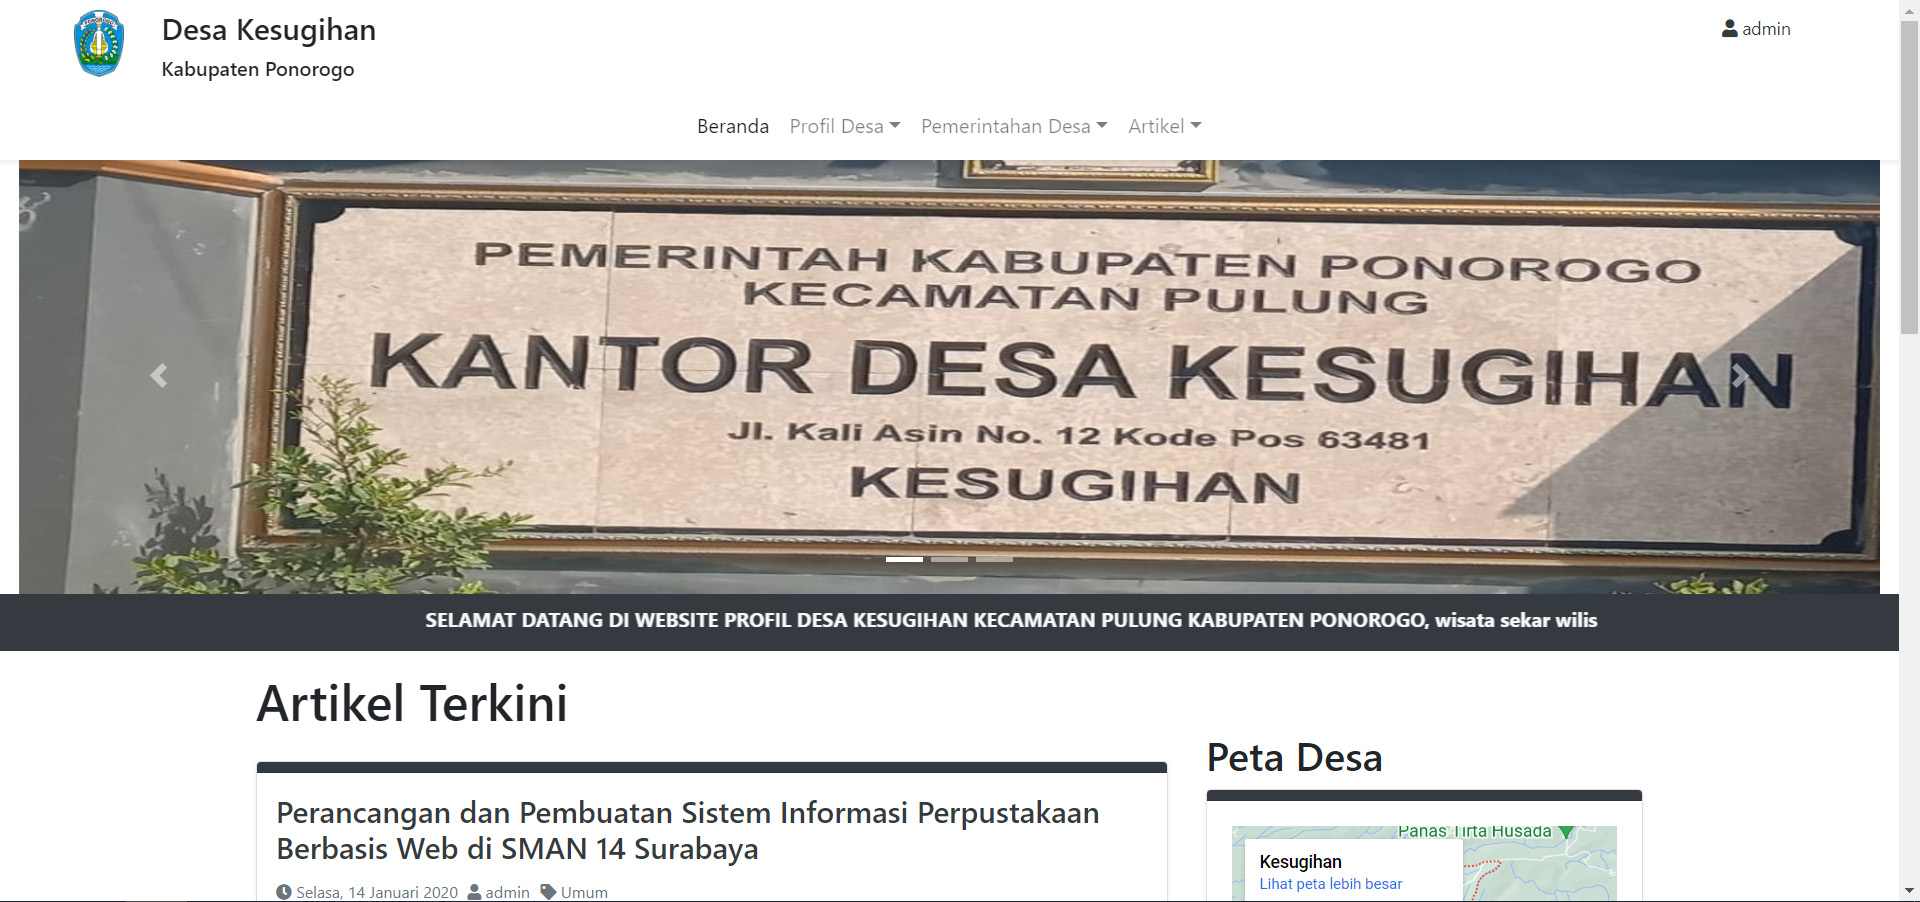 Desa Kesugihan
Kabupaten Ponorogo
admin
Beranda Profil Desa Pemerintahan Desa Artikel
PEMERINTAH KABUPATEN PONOROGO
KECAMATAN PULUNG
KANTOR DESA KESUGIHAN
Jl. Kali Asin No. 12 Kode Pos 63481
KESUGIHAN
SELAMAT DATANG DI WEBSITE PROFIL DESA KESUGIHAN KECAMATAN PULUNG KABUPATEN PONOROGO, wisata sekar wilis
Artikel Terkini
Perancangan dan Pembuatan Sistem Informasi Perpustakaan
Berbasis Web di SMAN 14 Surabaya
Selasa, 14 Januari 2020 admin Umum
Peta Desa
Panas Tirta Husada
Kesugihan
Lihat peta lebih besar